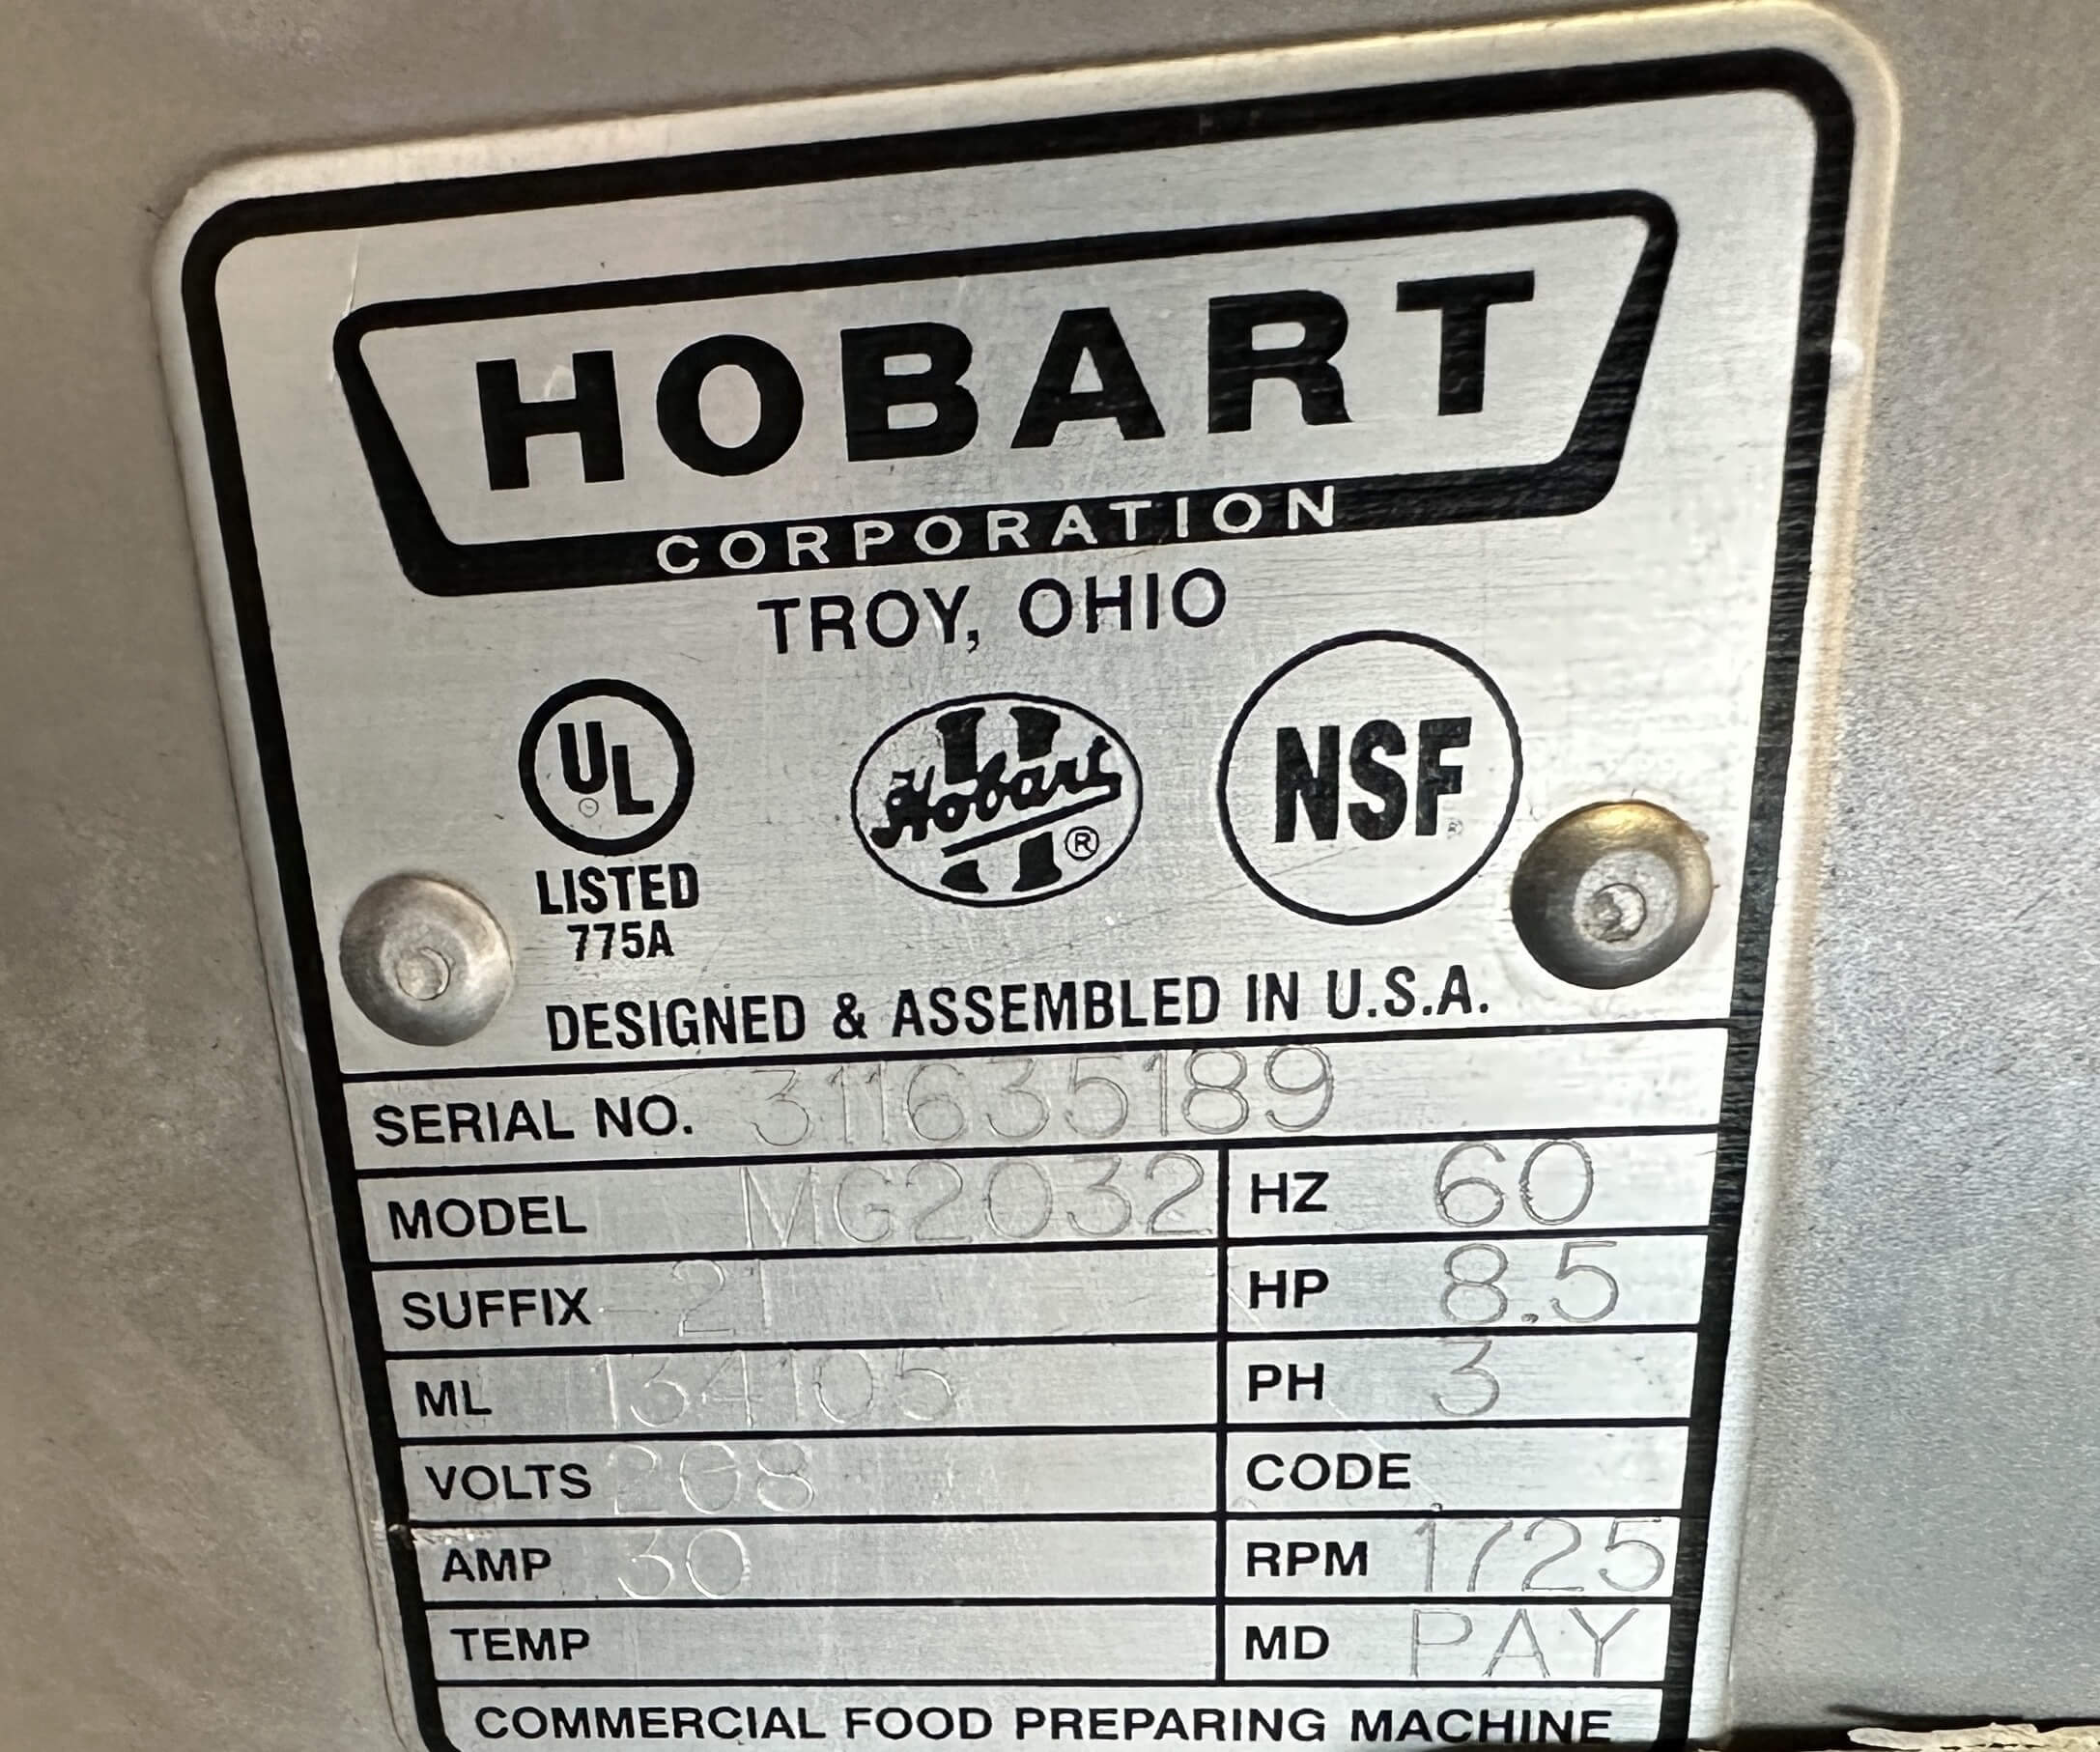 HOBART
CORPORATION
TROY, OHIO
UL
LISTED
775A
Hobart ®
NSF
DESIGNED & ASSEMBLED IN U.S.A.
SERIAL NO. 311635189
MODEL MG2032 HZ 60
SUFFIX -21 HP 8.5
ML 134105 PH 3
VOLTS 208 CODE
AMP 30 RPM 1725
TEMP MD PAY
COMMERCIAL FOOD PREPARING MACHINE